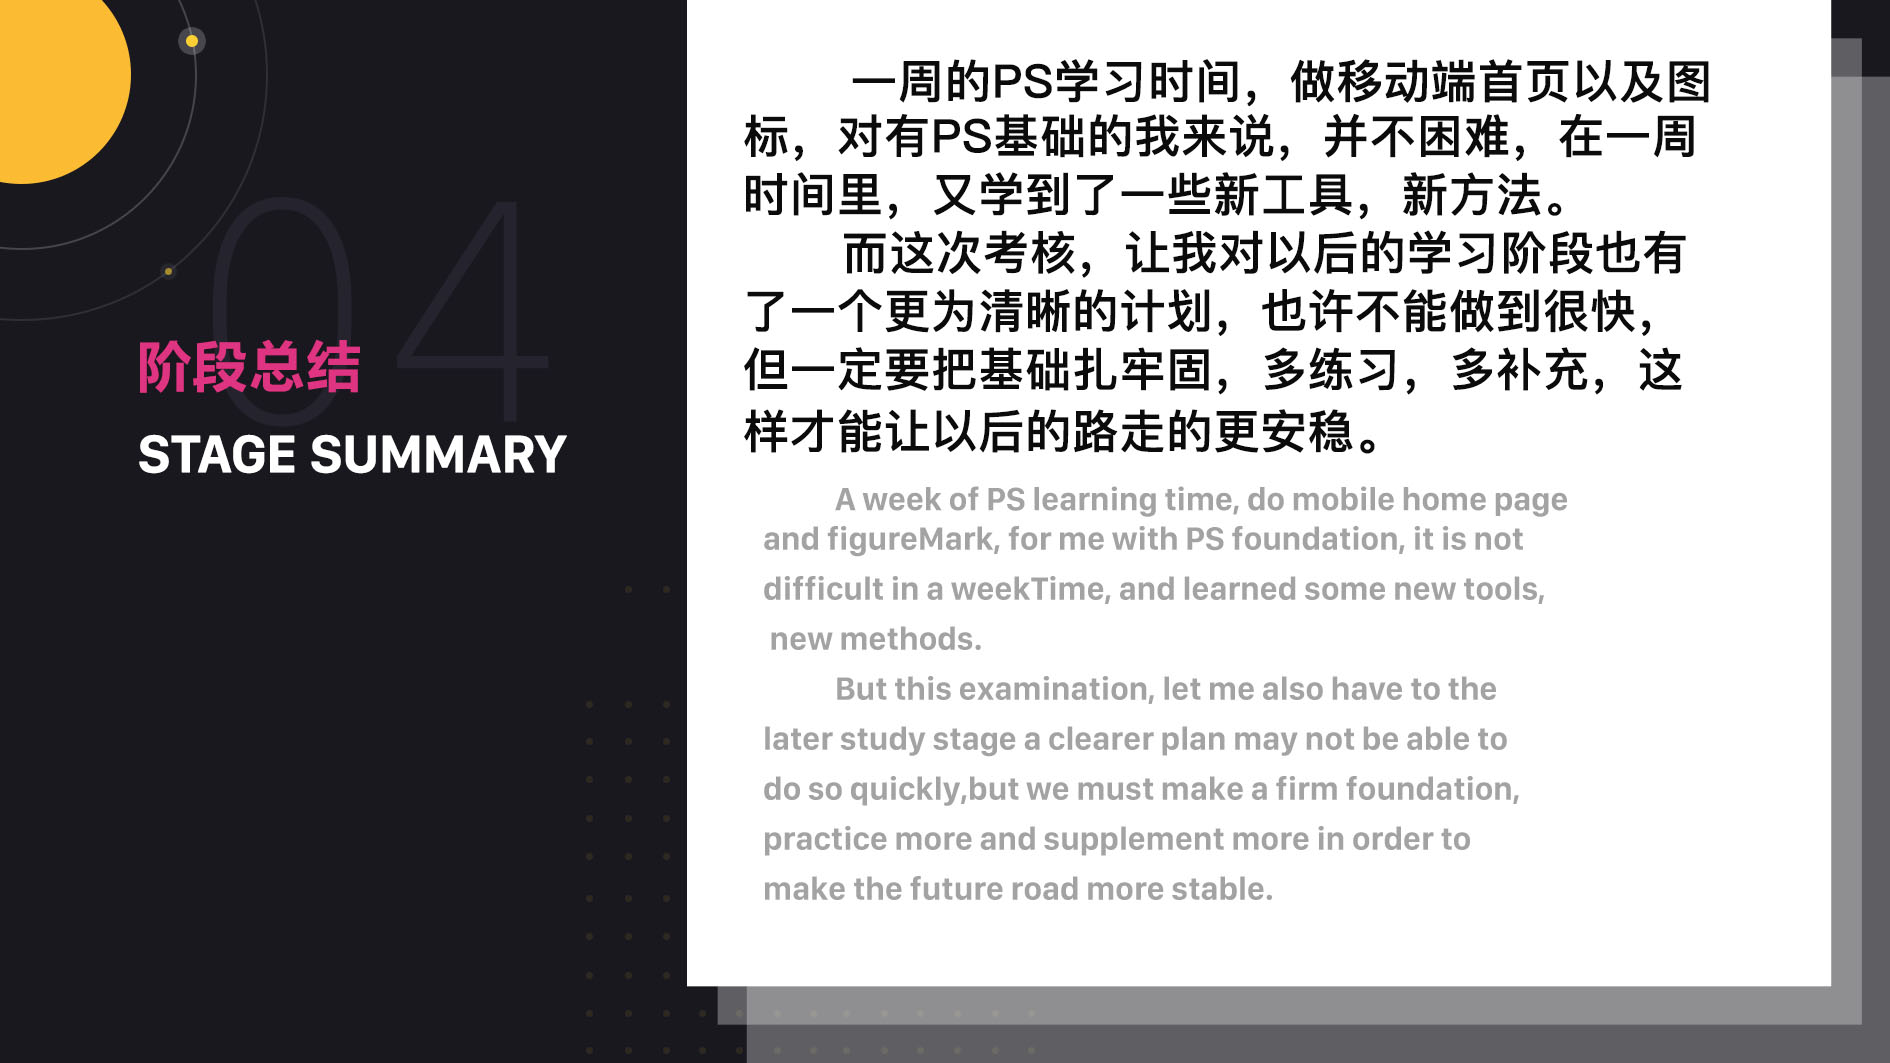 04
阶段总结
STAGE SUMMARY
一周的PS学习时间，做移动端首页以及图
标，对有PS基础的我来说，并不困难，在一周
时间里，又学到了一些新工具，新方法。
而这次考核，让我对以后的学习阶段也有
了一个更为清晰的计划，也许不能做到很快，
但一定要把基础扎牢固，多练习，多补充，这
样才能让以后的路走的更安稳。
A week of PS learning time, do mobile home page
and figureMark, for me with PS foundation, it is not
difficult in a weekTime, and learned some new tools,
new methods.
But this examination, let me also have to the
later study stage a clearer plan may not be able to
do so quickly,but we must make a firm foundation,
practice more and supplement more in order to
make the future road more stable.